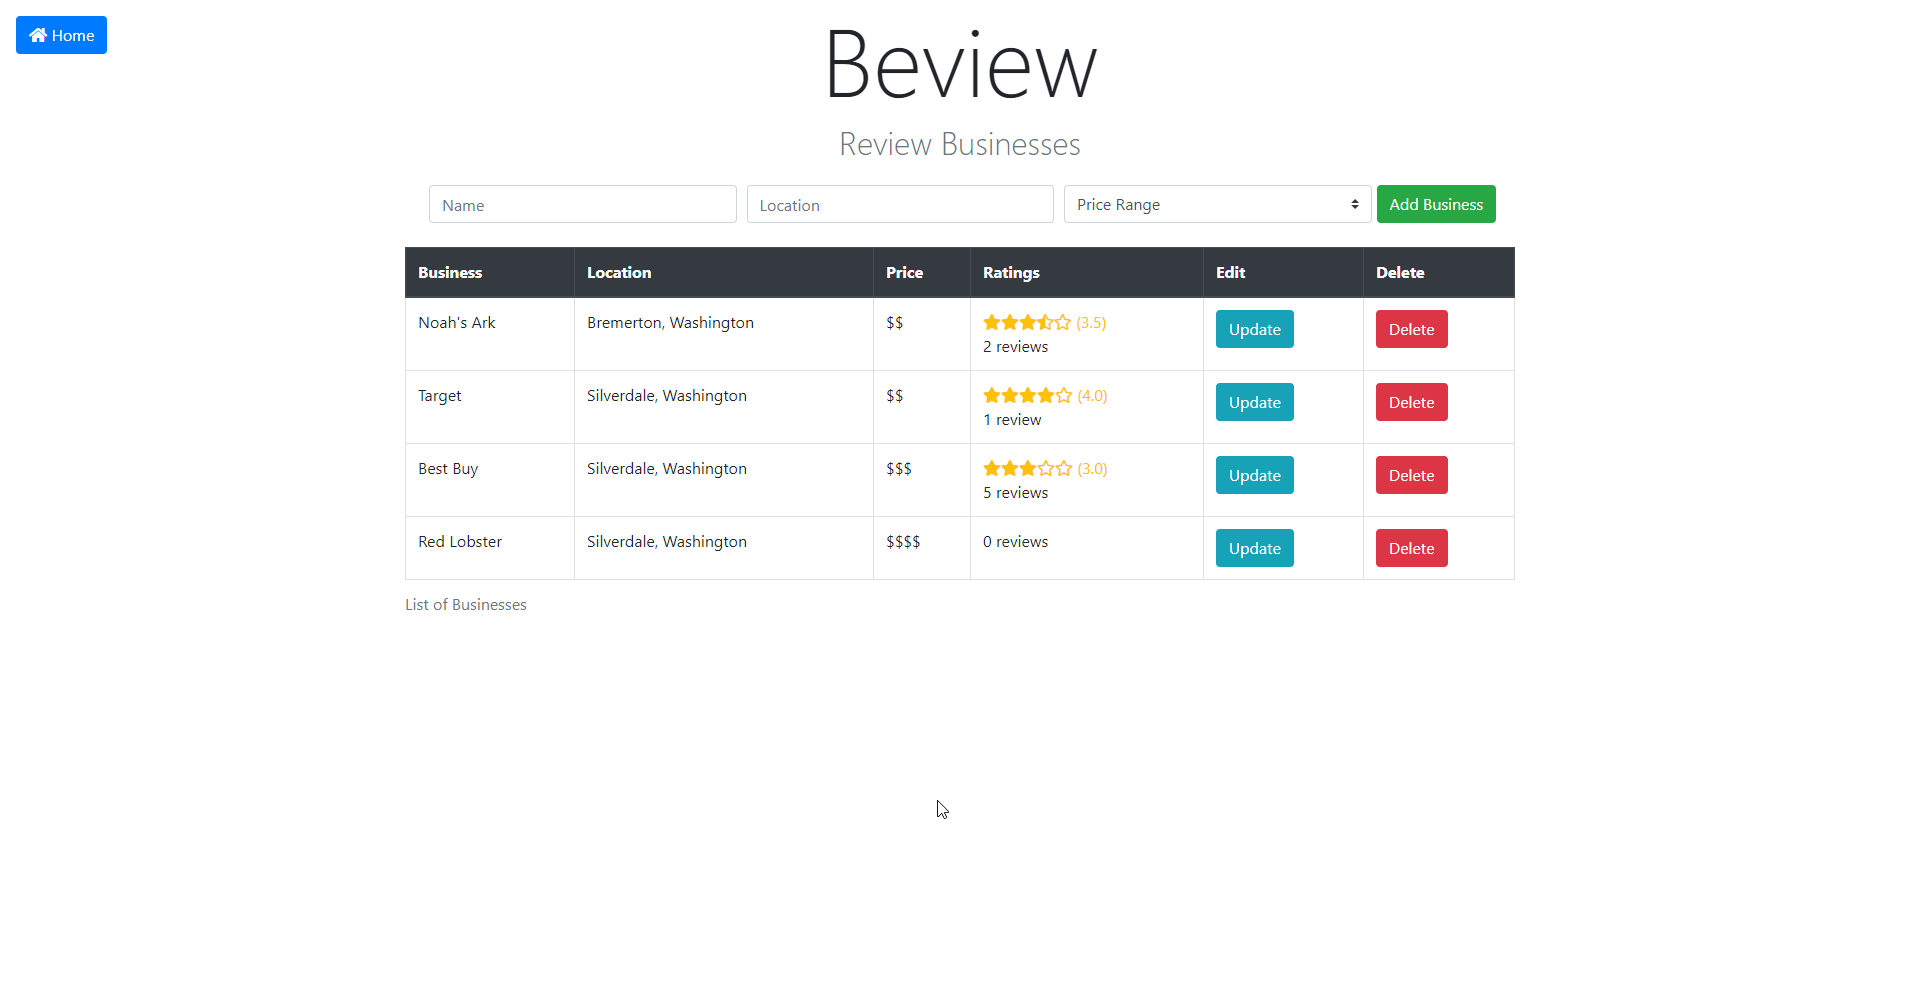 Home
Beview
Review Businesses
Name Location Price Range Add Business
Business Location Price Ratings Edit Delete
Noah's Ark Bremerton, Washington $$ (3.5) Update Delete
2 reviews
Target Silverdale, Washington $$ (4.0) Update Delete
1 review
Best Buy Silverdale, Washington $$$ (3.0) Update Delete
5 reviews
Red Lobster Silverdale, Washington $$$$ 0 reviews Update Delete
List of Businesses